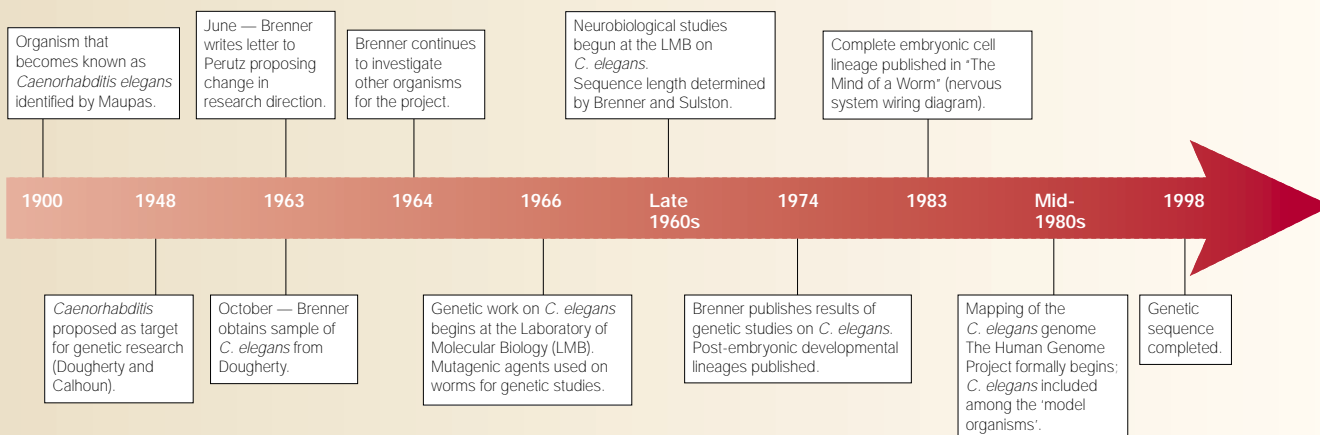 Organism that
becomes known as
Caenorhabditis elegans
identified by Maupas.
June — Brenner
writes letter to
Perutz proposing
change in
research direction.
Brenner continues
to investigate
other organisms
for the project.
Neurobiological studies
begun at the LMB on
C. elegans.
Sequence length determined
by Brenner and Sulston.
Complete embryonic cell
lineage published in "The
Mind of a Worm" (nervous
system wiring diagram).
1900
1948
1963
1964
1966
Late
1960s
1974
1983
Mid-
1980s
1998
Caenorhabditis
proposed as target
for genetic research
(Dougherty and
Calhoun).
October — Brenner
obtains sample of
C. elegans from
Dougherty.
Genetic work on C. elegans
begins at the Laboratory of
Molecular Biology (LMB).
Mutagenic agents used on
worms for genetic studies.
Brenner publishes results of
genetic studies on C. elegans.
Post-embryonic developmental
lineages published.
Mapping of the
C. elegans genome
The Human Genome
Project formally begins;
C. elegans included
among the 'model
organisms'.
Genetic
sequence
completed.